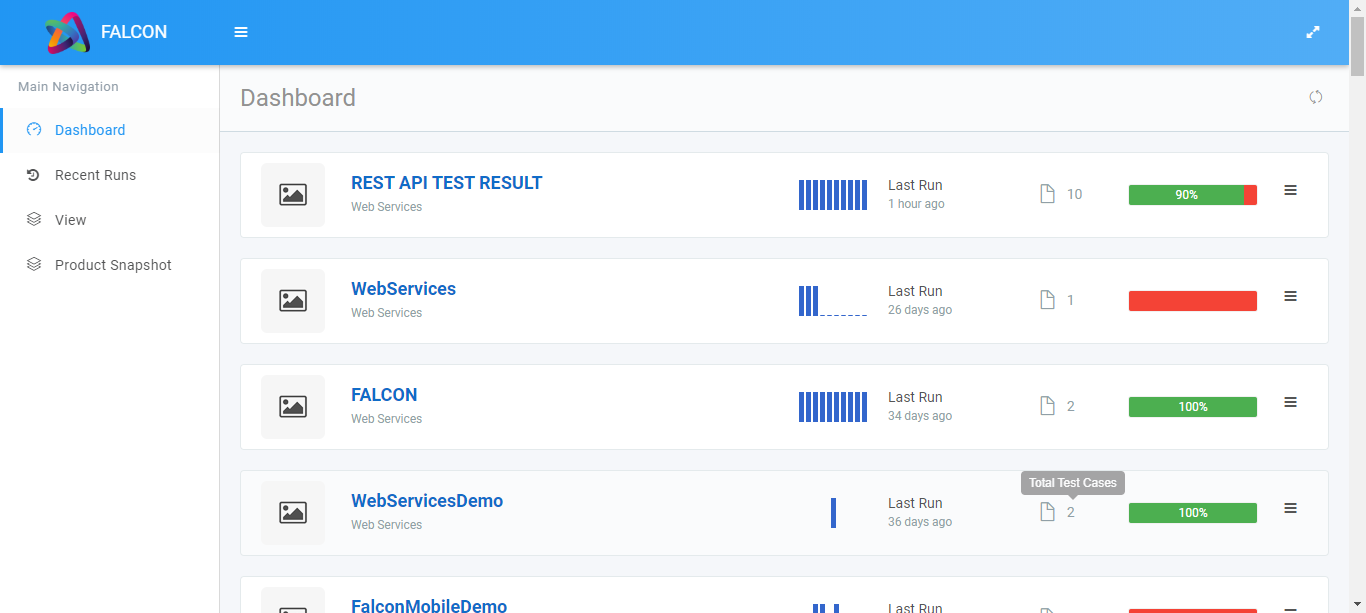 FALCON
Main Navigation
Dashboard
Recent Runs
View
Product Snapshot
Dashboard
REST API TEST RESULT
Web Services
Last Run
1 hour ago
10
90%
WebServices
Web Services
Last Run
26 days ago
1
FALCON
Web Services
Last Run
34 days ago
2
100%
WebServicesDemo
Web Services
Last Run
36 days ago
Total Test Cases
2
100%
FalconMobileDemo
Last Run